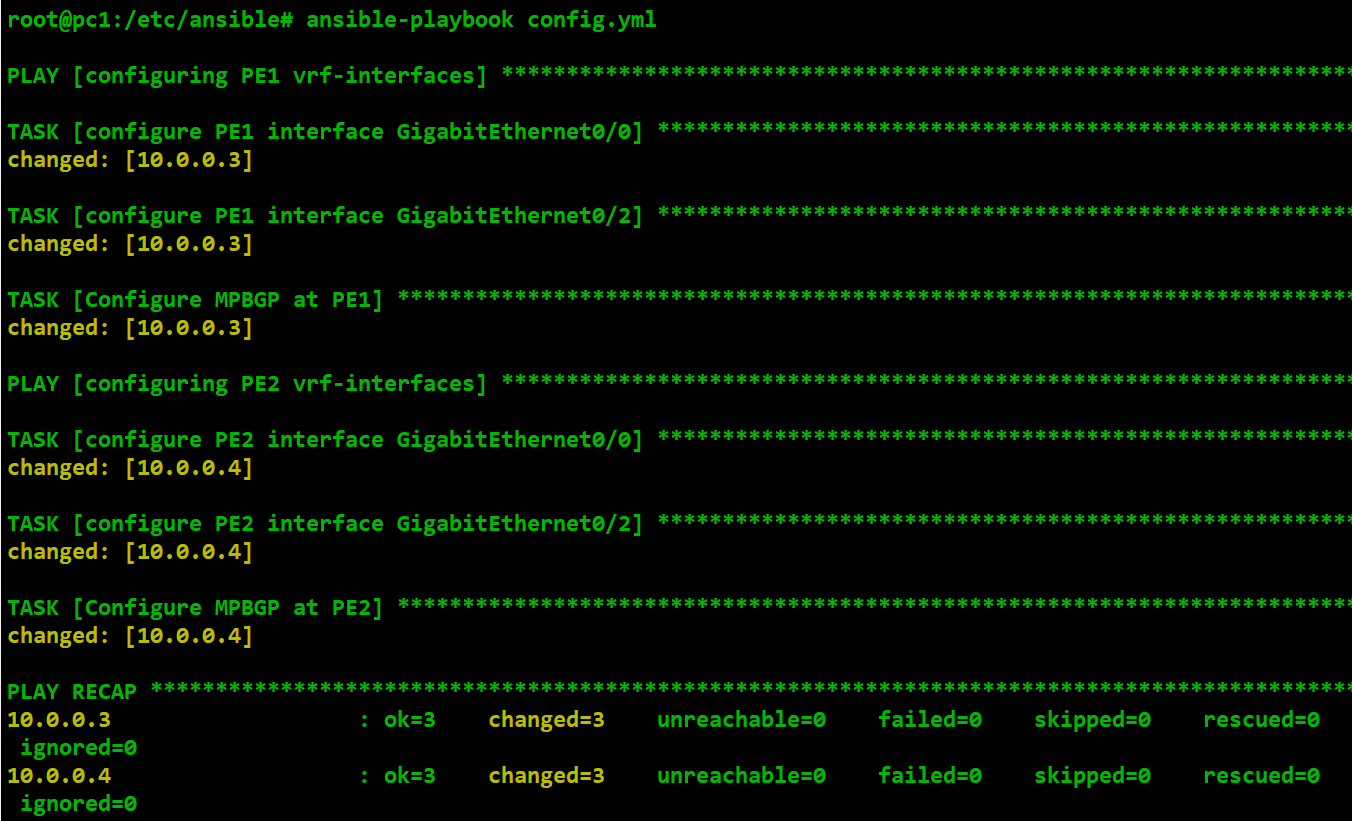 root@pc1:/etc/ansible# ansible-playbook config.yml
PLAY [configuring PE1 vrf-interfaces] ******************************************************************
TASK [configure PE1 interface GigabitEthernet0/0] ******************************************************
changed: [10.0.0.3]
TASK [configure PE1 interface GigabitEthernet0/2] ******************************************************
changed: [10.0.0.3]
TASK [Configure MPBGP at PE1] **************************************************************************
changed: [10.0.0.3]
PLAY [configuring PE2 vrf-interfaces] ******************************************************************
TASK [configure PE2 interface GigabitEthernet0/0] ******************************************************
changed: [10.0.0.4]
TASK [configure PE2 interface GigabitEthernet0/2] ******************************************************
changed: [10.0.0.4]
TASK [Configure MPBGP at PE2] **************************************************************************
changed: [10.0.0.4]
PLAY RECAP *********************************************************************************************
10.0.0.3                   : ok=3    changed=3    unreachable=0    failed=0    skipped=0    rescued=0
 ignored=0
10.0.0.4                   : ok=3    changed=3    unreachable=0    failed=0    skipped=0    rescued=0
 ignored=0